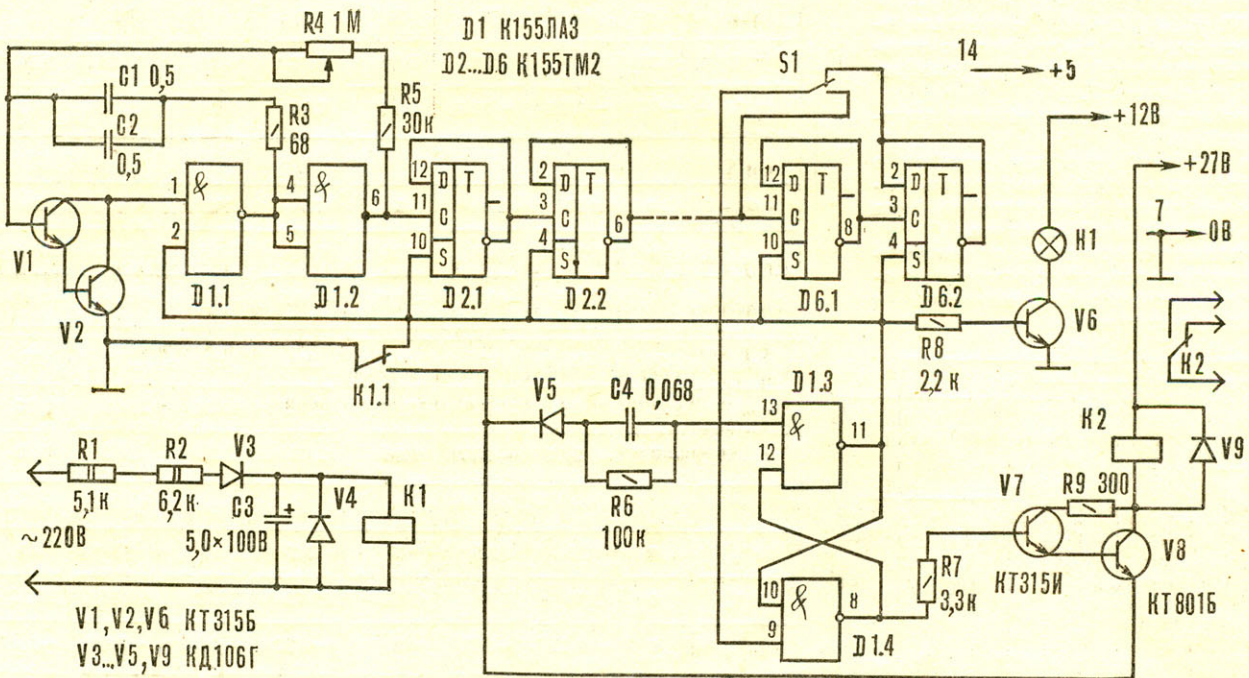 R4 1 М
D1 К155ЛА3
D2...D6 К155ТМ2
S1
14
+5
C1 0,5
C2
0,5
R3
68
R5
30к
+12В
+27В
7
0В
1
2
&
D1.1
4
5
&
6
D1.2
12
11
10
D
C
S
T
D2.1
2
3
4
D
C
S
T
6
D2.2
12
11
10
D
C
S
T
8
D6.1
2
3
4
D
C
S
T
D6.2
V1
V2
H1
V6
K2
K1.1
R8
2,2 к
V5
C4 0,068
R6
100к
13
12
&
11
D1.3
10
9
&
8
D1.4
R7
3,3к
V7
КТ315И
R9 300
K2
V9
V8
КТ801Б
R1
5,1 к
R2
6,2 к
V3
C3
+
5,0×100В
V4
K1
~220В
V1, V2, V6 КТ315Б
V3...V5, V9 КД106Г